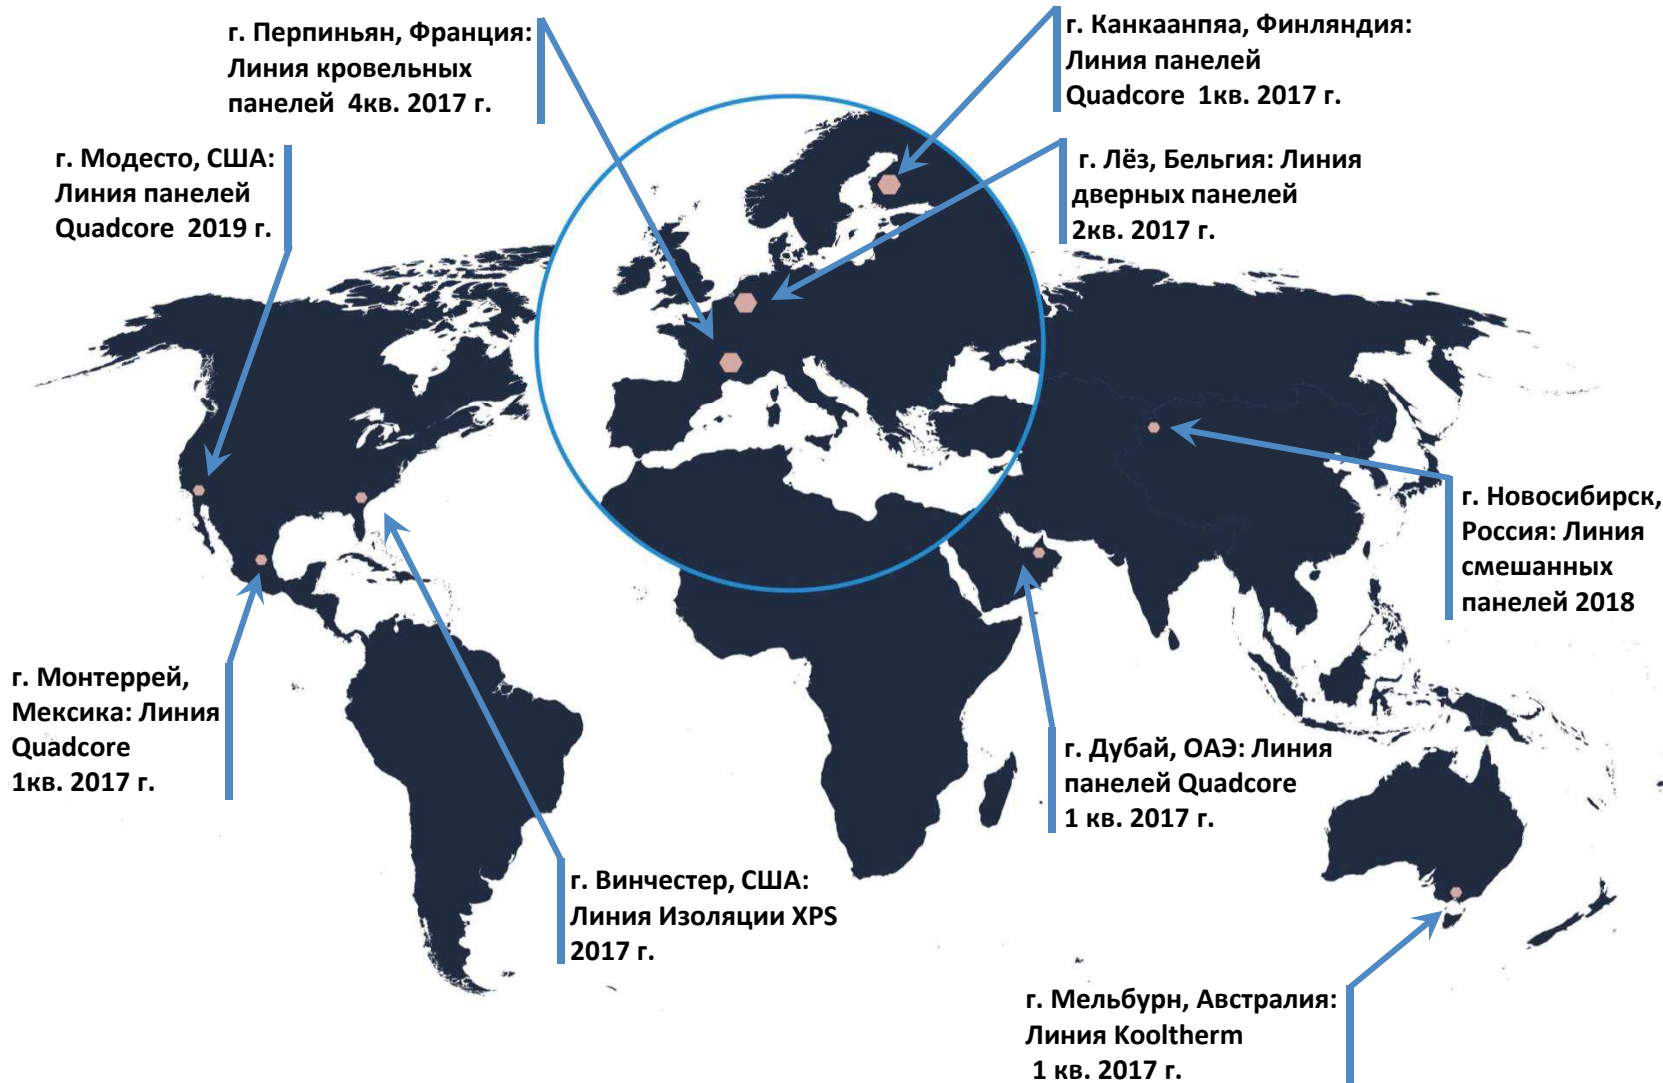 г. Перпиньян, Франция:
Линия кровельных
панелей 4кв. 2017 г.
г. Канкаанпяа, Финляндия:
Линия панелей
Quadcore 1кв. 2017 г.
г. Модесто, США:
Линия панелей
Quadcore 2019 г.
г. Лёз, Бельгия: Линия
дверных панелей
2кв. 2017 г.
г. Новосибирск,
Россия: Линия
смешанных
панелей 2018
г. Монтеррей,
Мексика: Линия
Quadcore
1кв. 2017 г.
г. Дубай, ОАЭ: Линия
панелей Quadcore
1 кв. 2017 г.
г. Винчестер, США:
Линия Изоляции XPS
2017 г.
г. Мельбурн, Австралия:
Линия Kooltherm
1 кв. 2017 г.